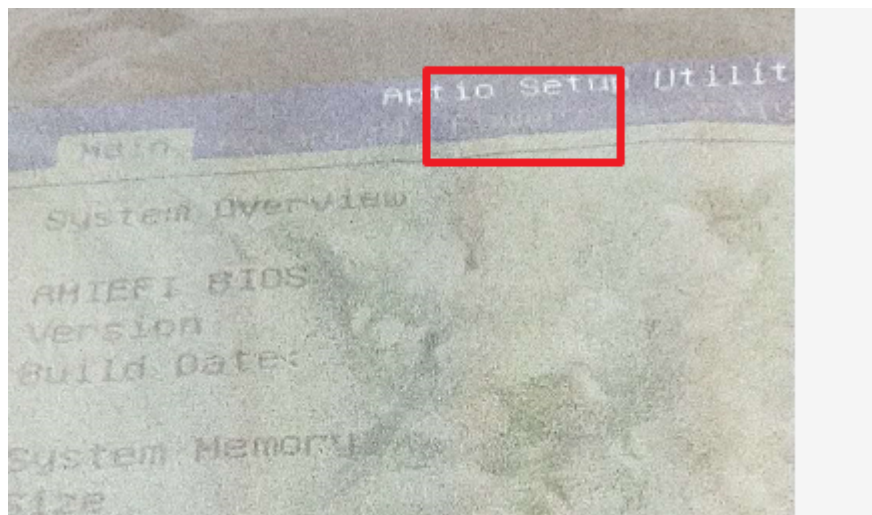 Aptio Setup Utilit
Main
System Overview
AMIEFI BIOS
Version
Build Date:
System Memory
Size